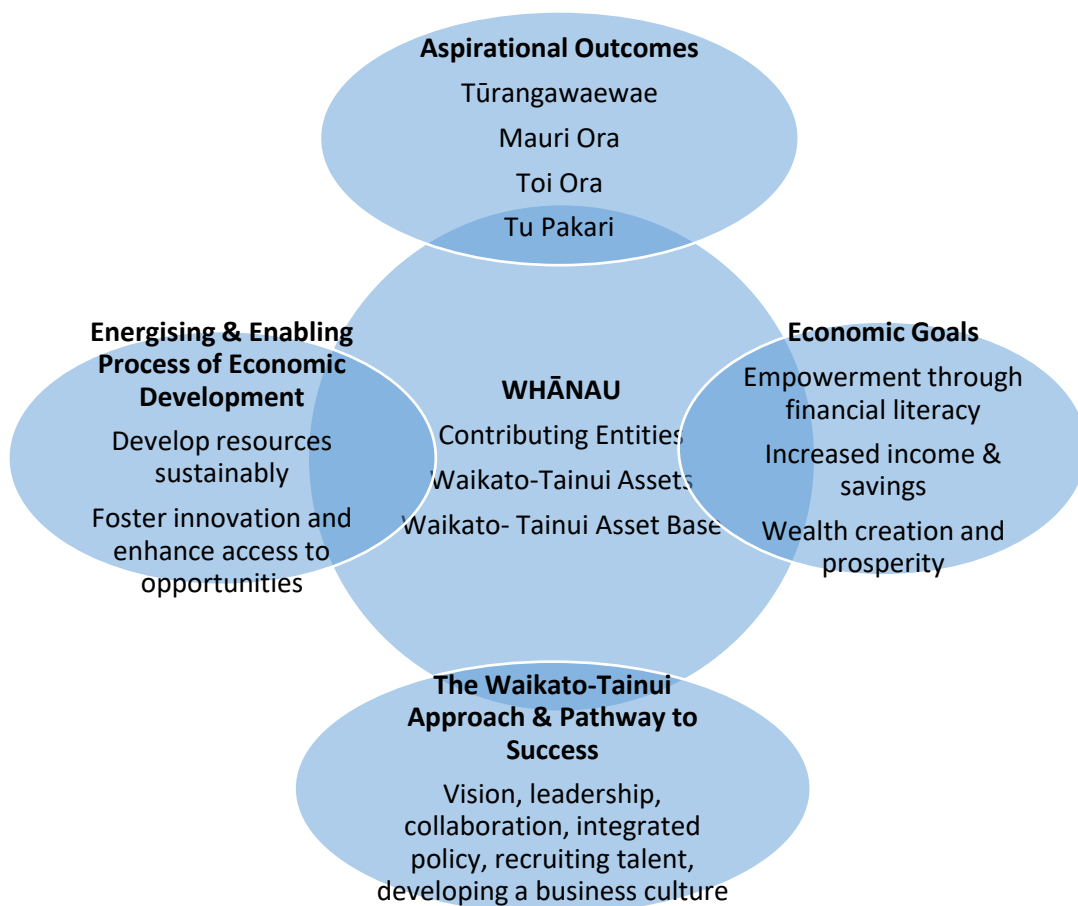 Aspirational Outcomes
Tūrangawaewae
Mauri Ora
Toi Ora
Tu Pakari
Energising & Enabling
Process of Economic
Development
Develop resources
sustainably
Foster innovation and
enhance access to
opportunities
WHĀNAU
Contributing Entities
Waikato-Tainui Assets
Waikato- Tainui Asset Base
Economic Goals
Empowerment through
financial literacy
Increased income &
savings
Wealth creation and
prosperity
The Waikato-Tainui
Approach & Pathway to
Success
Vision, leadership,
collaboration, integrated
policy, recruiting talent,
developing a business culture